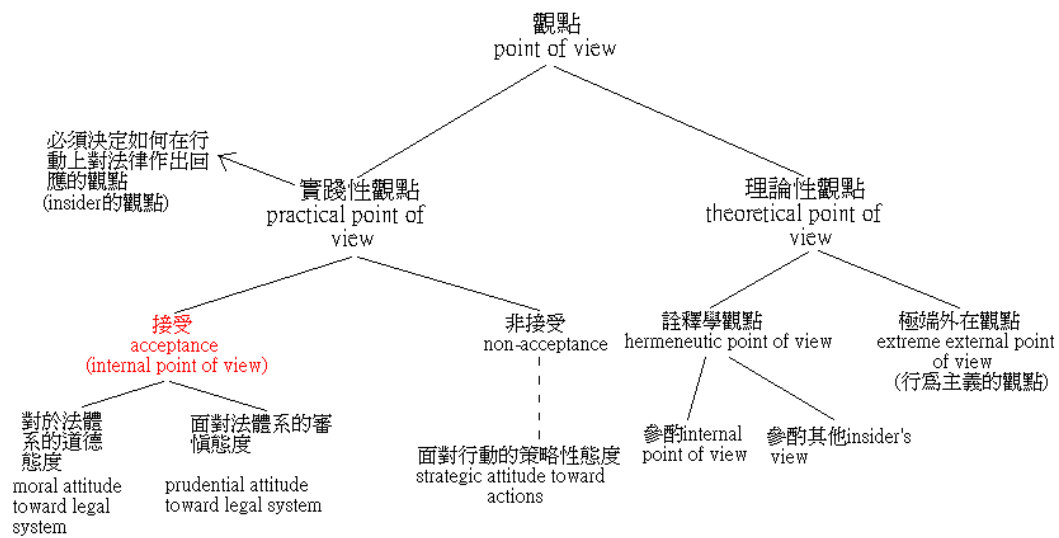 觀點
point of view
必須決定如何在行
動上對法律作出回
應的觀點
(insider的觀點)
實踐性觀點
practical point of
view
理論性觀點
theoretical point of
view
接受
acceptance
(internal point of view)
非接受
non-acceptance
詮釋學觀點
hermeneutic point of view
極端外在觀點
extreme external point
of view
(行為主義的觀點)
對於法體
系的道德
態度
moral attitude
toward legal
system
面對法體系的審
慎態度
prudential attitude
toward legal system
面對行動的策略性態度
strategic attitude toward
actions
參酌internal
point of view
參酌其他insider's
view